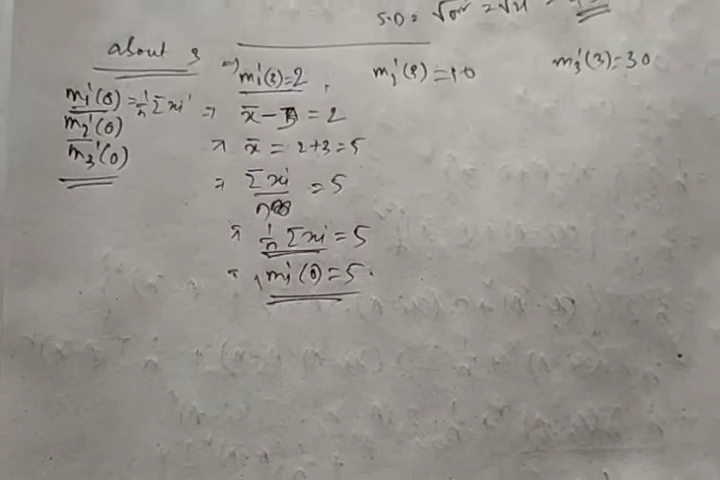 S.D =
about 3
⇒ m₁'(3)=2, m₂'(3)=10 m₃'(3)=30
m₁'(0) = 1/n Σxi ⇒ x̄ - 3 = 2
m₂'(0)
m₃'(0) ⇒ x̄ = 2+3 = 5
⇒ Σxi/n = 5
⇒ 1/n Σxi = 5
m₁'(0) = 5.